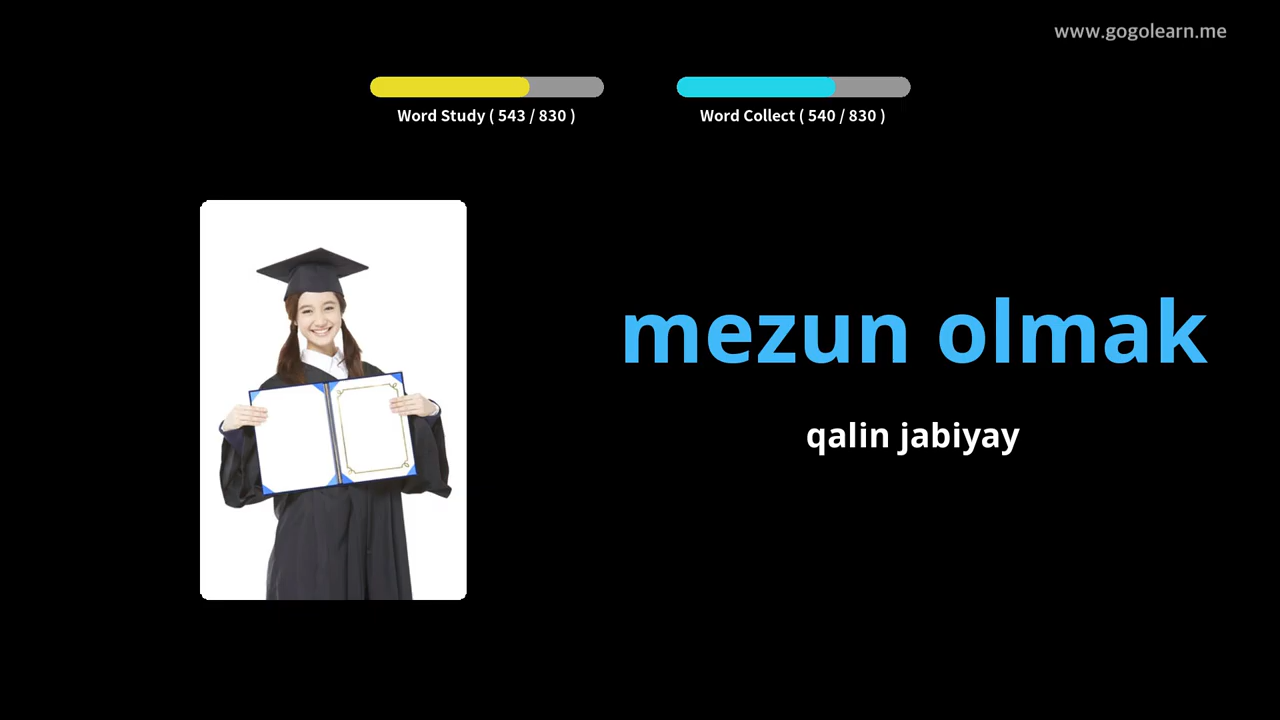 www.gogolearn.me
Word Study ( 543 / 830 )
Word Collect ( 540 / 830 )
mezun olmak
qalin jabiyay